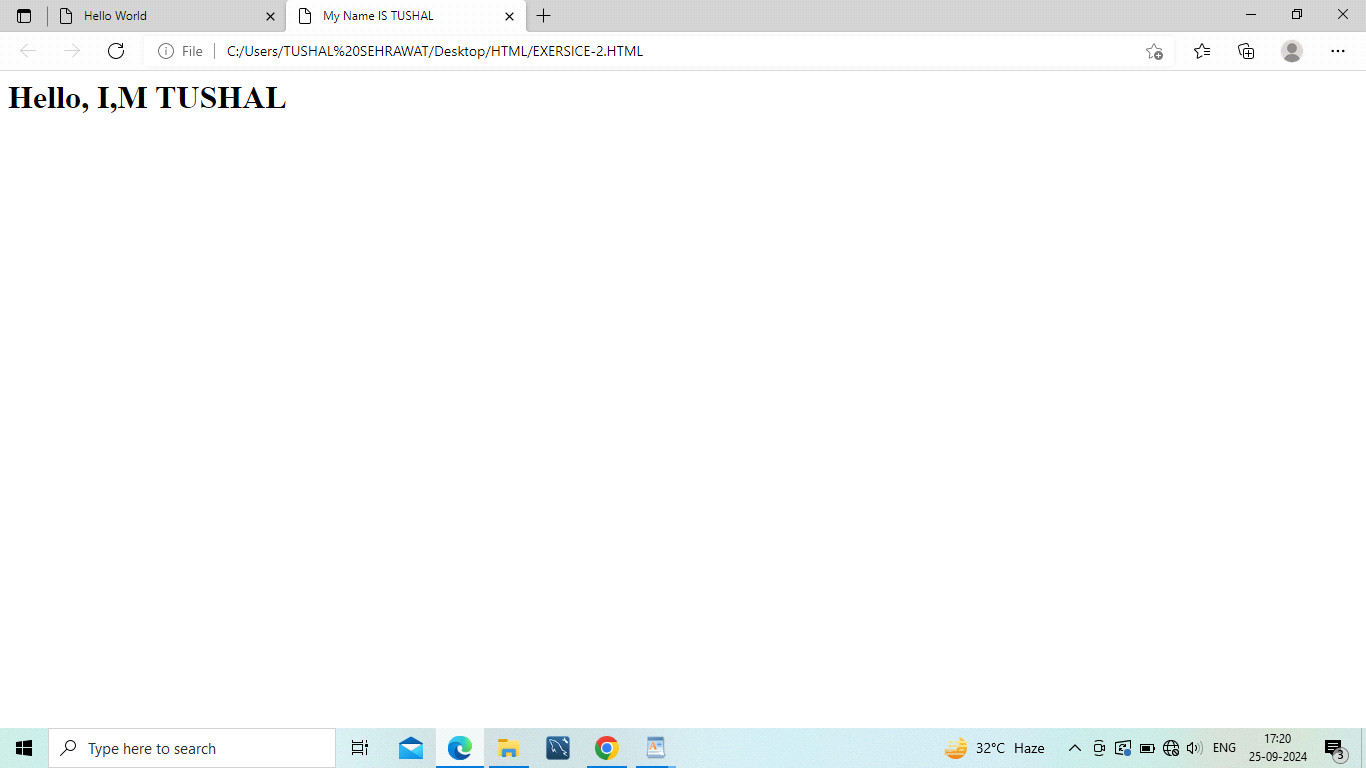 Hello World
My Name IS TUSHAL
File
C:/Users/TUSHAL%20SEHRAWAT/Desktop/HTML/EXERSICE-2.HTML
Hello, I,M TUSHAL
Type here to search
32°C Haze
ENG
17:20
25-09-2024
3